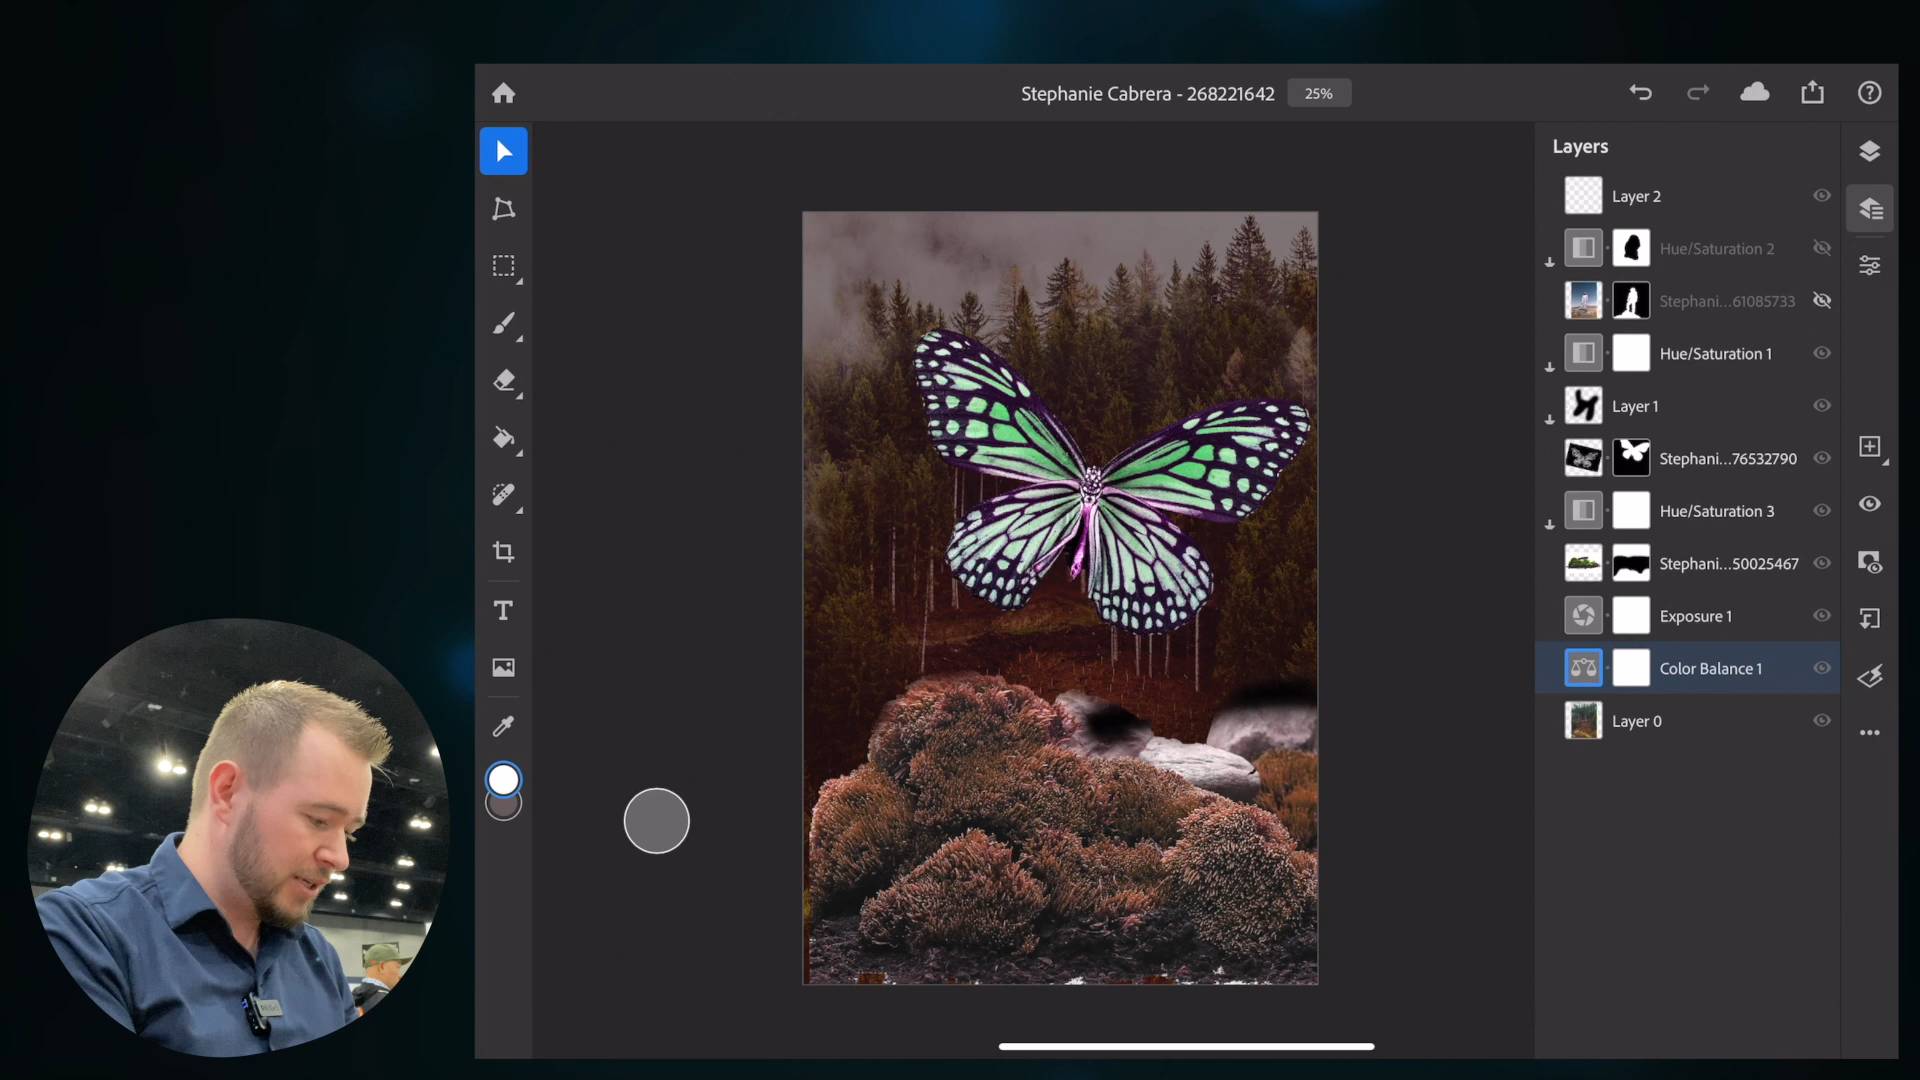 Stephanie Cabrera - 268221642 25%
Layers
Layer 2
Hue/Saturation 2
Stephani...61085733
Hue/Saturation 1
Layer 1
Stephani...76532790
Hue/Saturation 3
Stephani...50025467
Exposure 1
Color Balance 1
Layer 0